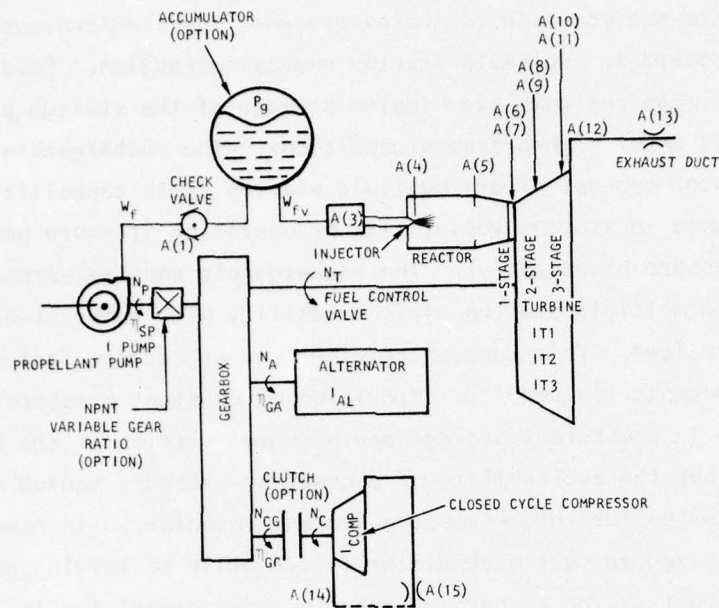 ACCUMULATOR
(OPTION)
Pg
A(10)
A(11)
A(8)
A(9)
A(6)
A(7)
A(12)
A(13)
EXHAUST DUCT
CHECK
VALVE
Wf
A(1)
Wfv
A(3)
A(4)
A(5)
INJECTOR
REACTOR
NT
FUEL CONTROL
VALVE
1-STAGE
2-STAGE
3-STAGE
TURBINE
IT1
IT2
IT3
NP
ηSP
I PUMP
PROPELLANT PUMP
NPNT
VARIABLE GEAR
RATIO
(OPTION)
GEARBOX
NA
ηGA
ALTERNATOR
AL
CLUTCH
(OPTION)
NCG
NC
ηGC
ICOMP
CLOSED CYCLE COMPRESSOR
A(14)
A(15)